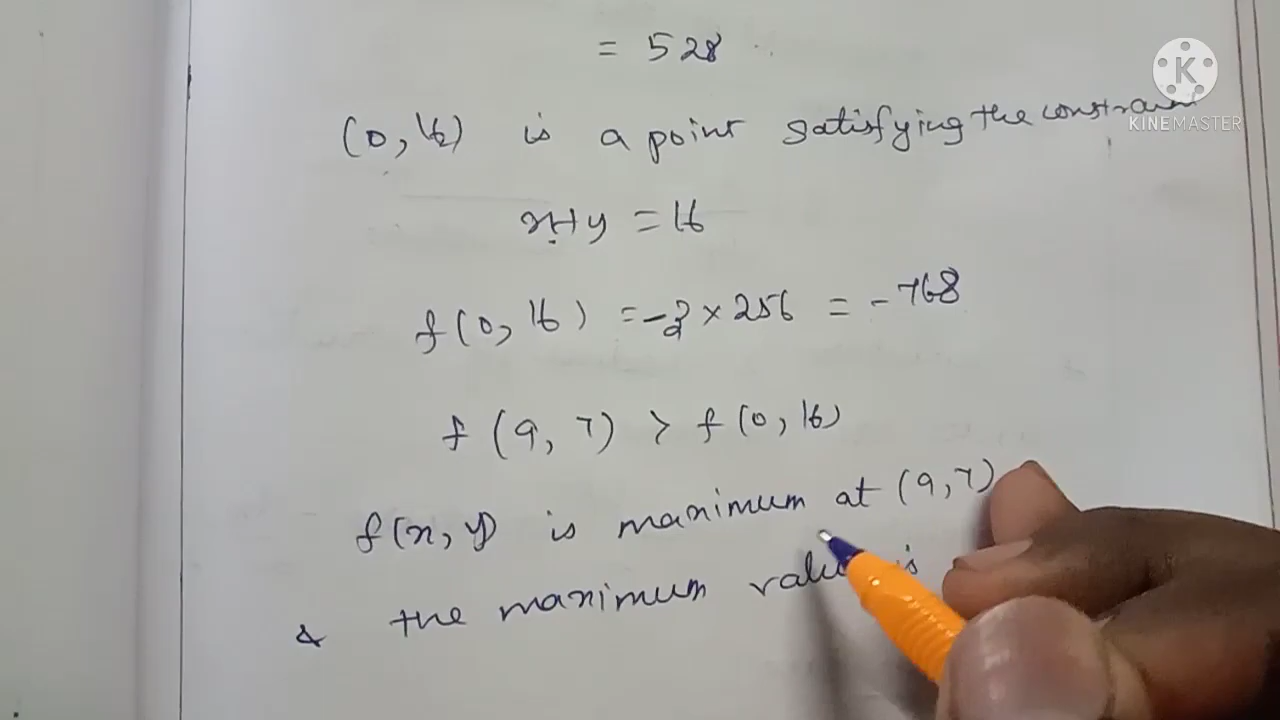 = 528
(0, 16) is a point satisfying the constraint
x+y = 16
f(0, 16) = -3 × 256 = -768
f (9, 7) > f(0, 16)
f(x, y) is maximum at (9, 7)
& the maximum value is
K
KINEMASTER